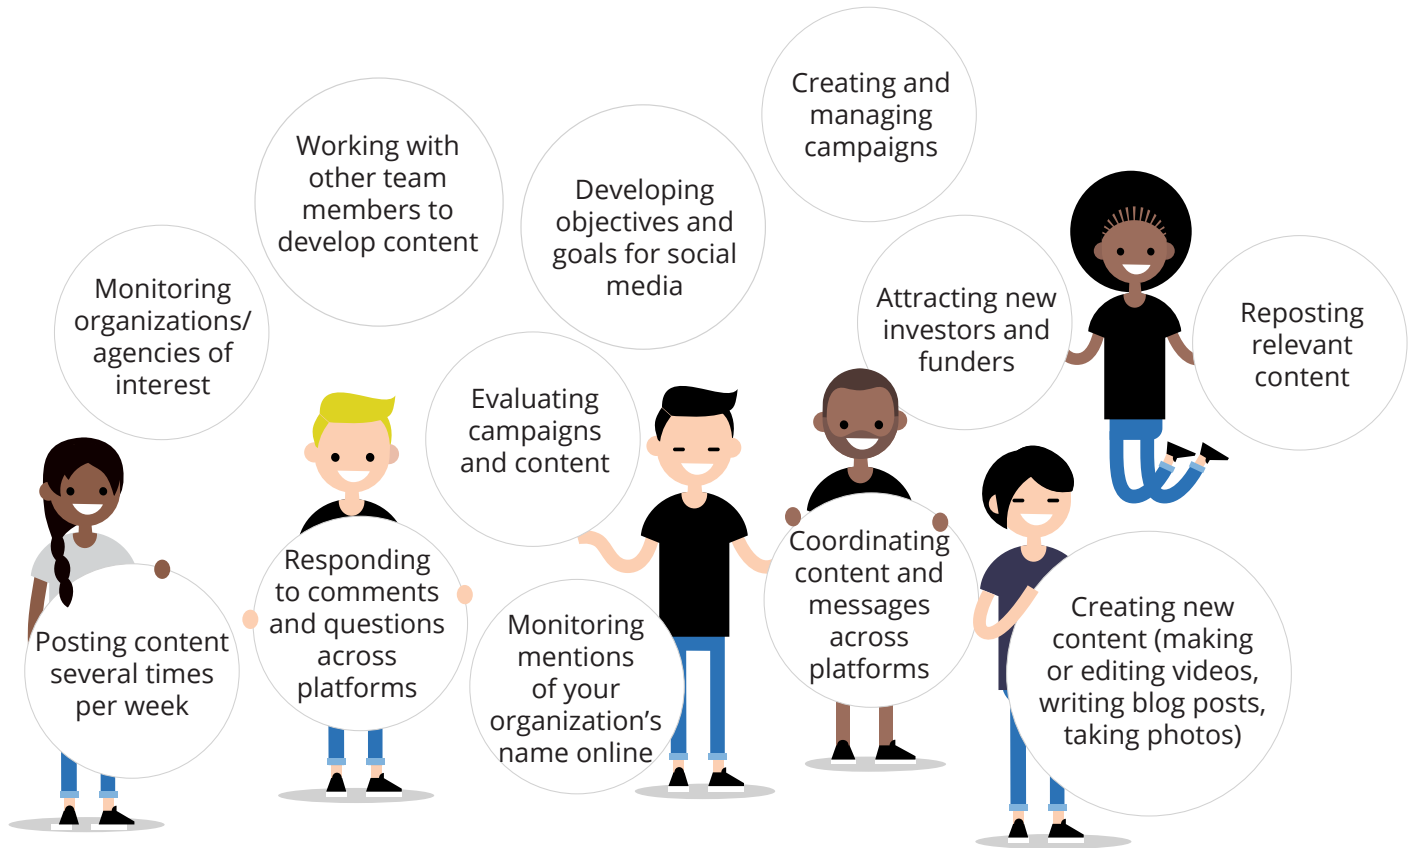 Creating and
managing
campaigns
Working with
other team
members to
develop content
Developing
objectives and
goals for social
media
Monitoring
organizations/
agencies of
interest
Attracting new
investors and
funders
Reposting
relevant
content
Evaluating
campaigns
and content
Responding
to comments
and questions
across
platforms
Coordinating
content and
messages
across
platforms
Posting content
several times
per week
Monitoring
mentions
of your
organization’s
name online
Creating new
content (making
or editing videos,
writing blog posts,
taking photos)